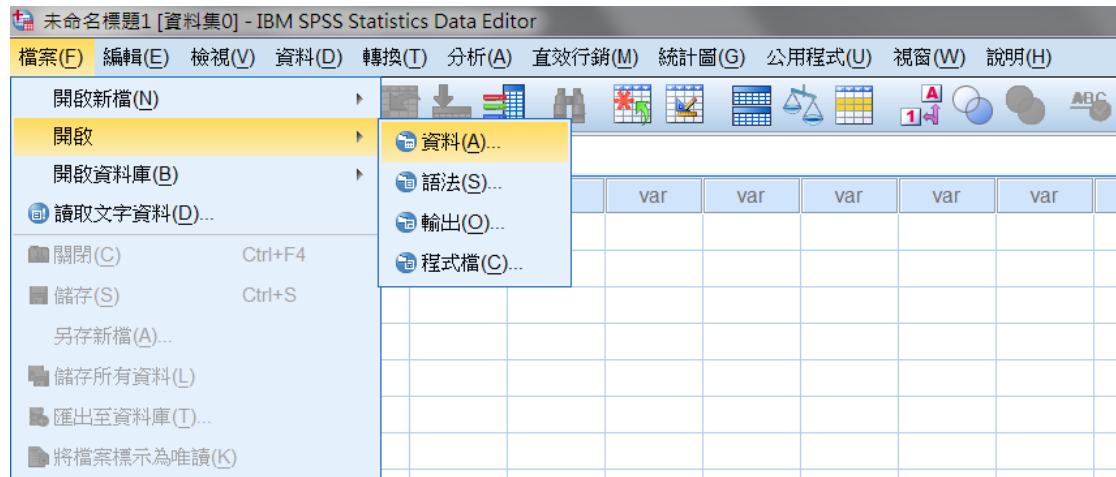 未命名標題1 [資料集0] - IBM SPSS Statistics Data Editor
檔案(F) 編輯(E) 檢視(V) 資料(D) 轉換(T) 分析(A) 直效行銷(M) 統計圖(G) 公用程式(U) 視窗(W) 說明(H)
開啟新檔(N)
開啟
開啟資料庫(B)
讀取文字資料(D)...
關閉(C) Ctrl+F4
儲存(S) Ctrl+S
另存新檔(A)...
儲存所有資料(L)
匯出至資料庫(T)...
將檔案標示為唯讀(K)
資料(A)...
語法(S)...
輸出(O)...
程式檔(C)...
A
1
ABC
var var var var var